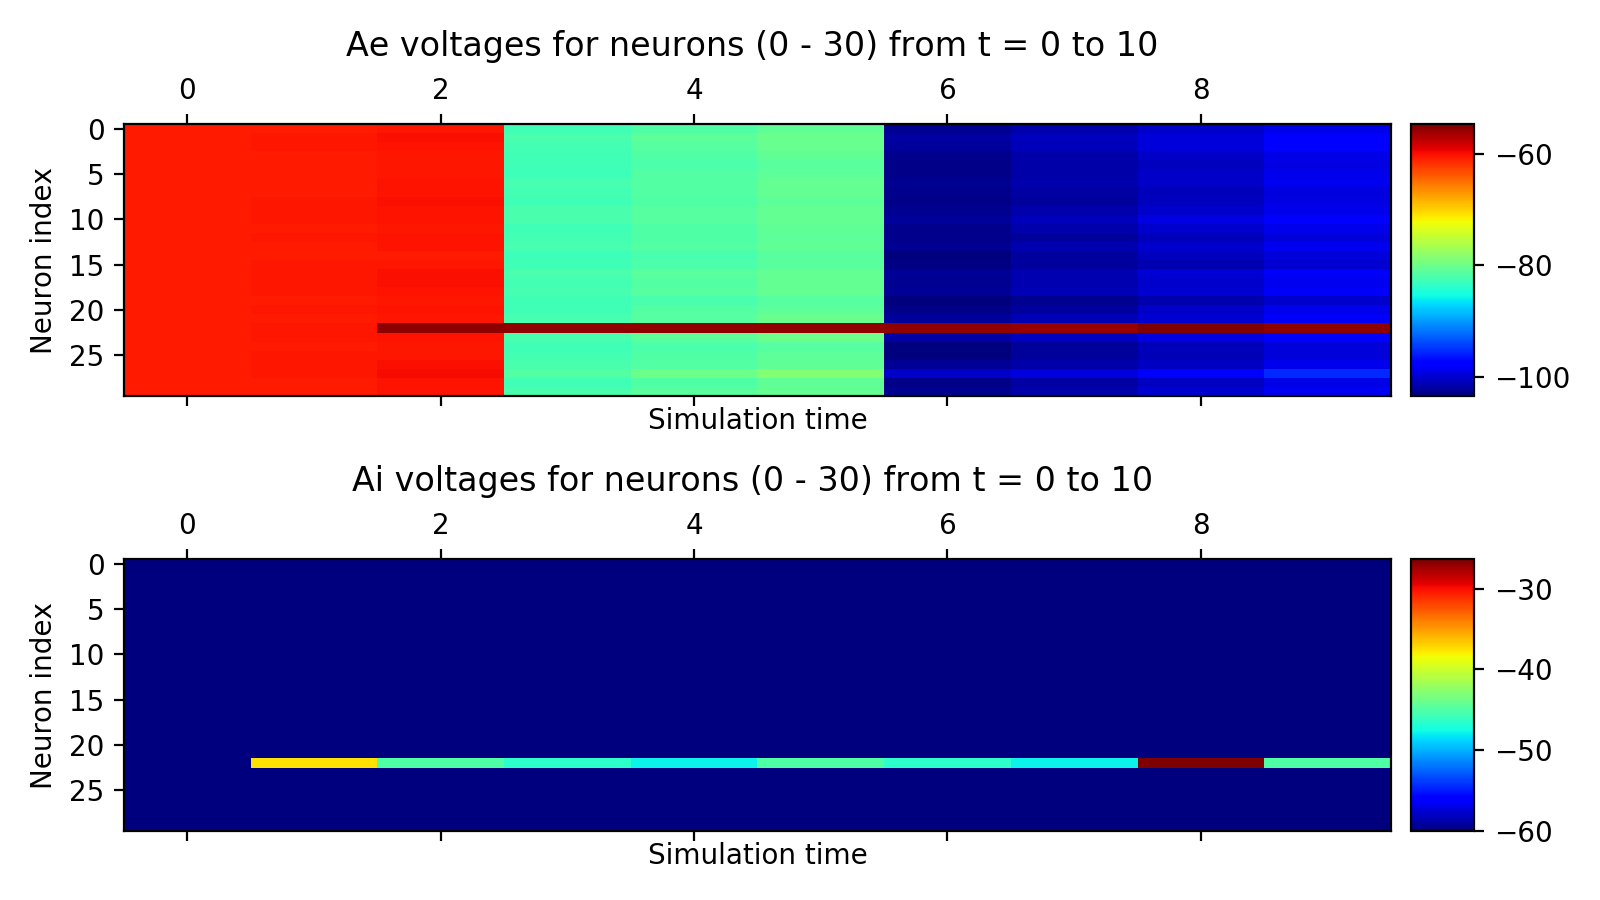 Ae voltages for neurons (0 - 30) from t = 0 to 10
0 2 4 6 8
Neuron index
0
5
10
15
20
25
−60
−80
−100
Simulation time
Ai voltages for neurons (0 - 30) from t = 0 to 10
0 2 4 6 8
Neuron index
0
5
10
15
20
25
−30
−40
−50
−60
Simulation time